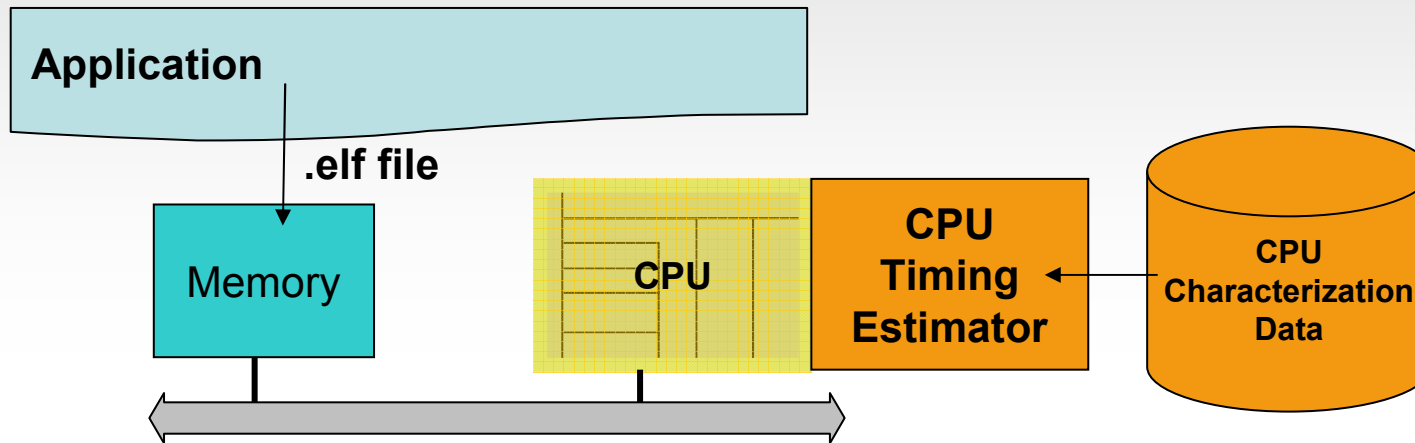 Application
.elf file
Memory
CPU
CPU
Timing
Estimator
CPU
Characterization
Data